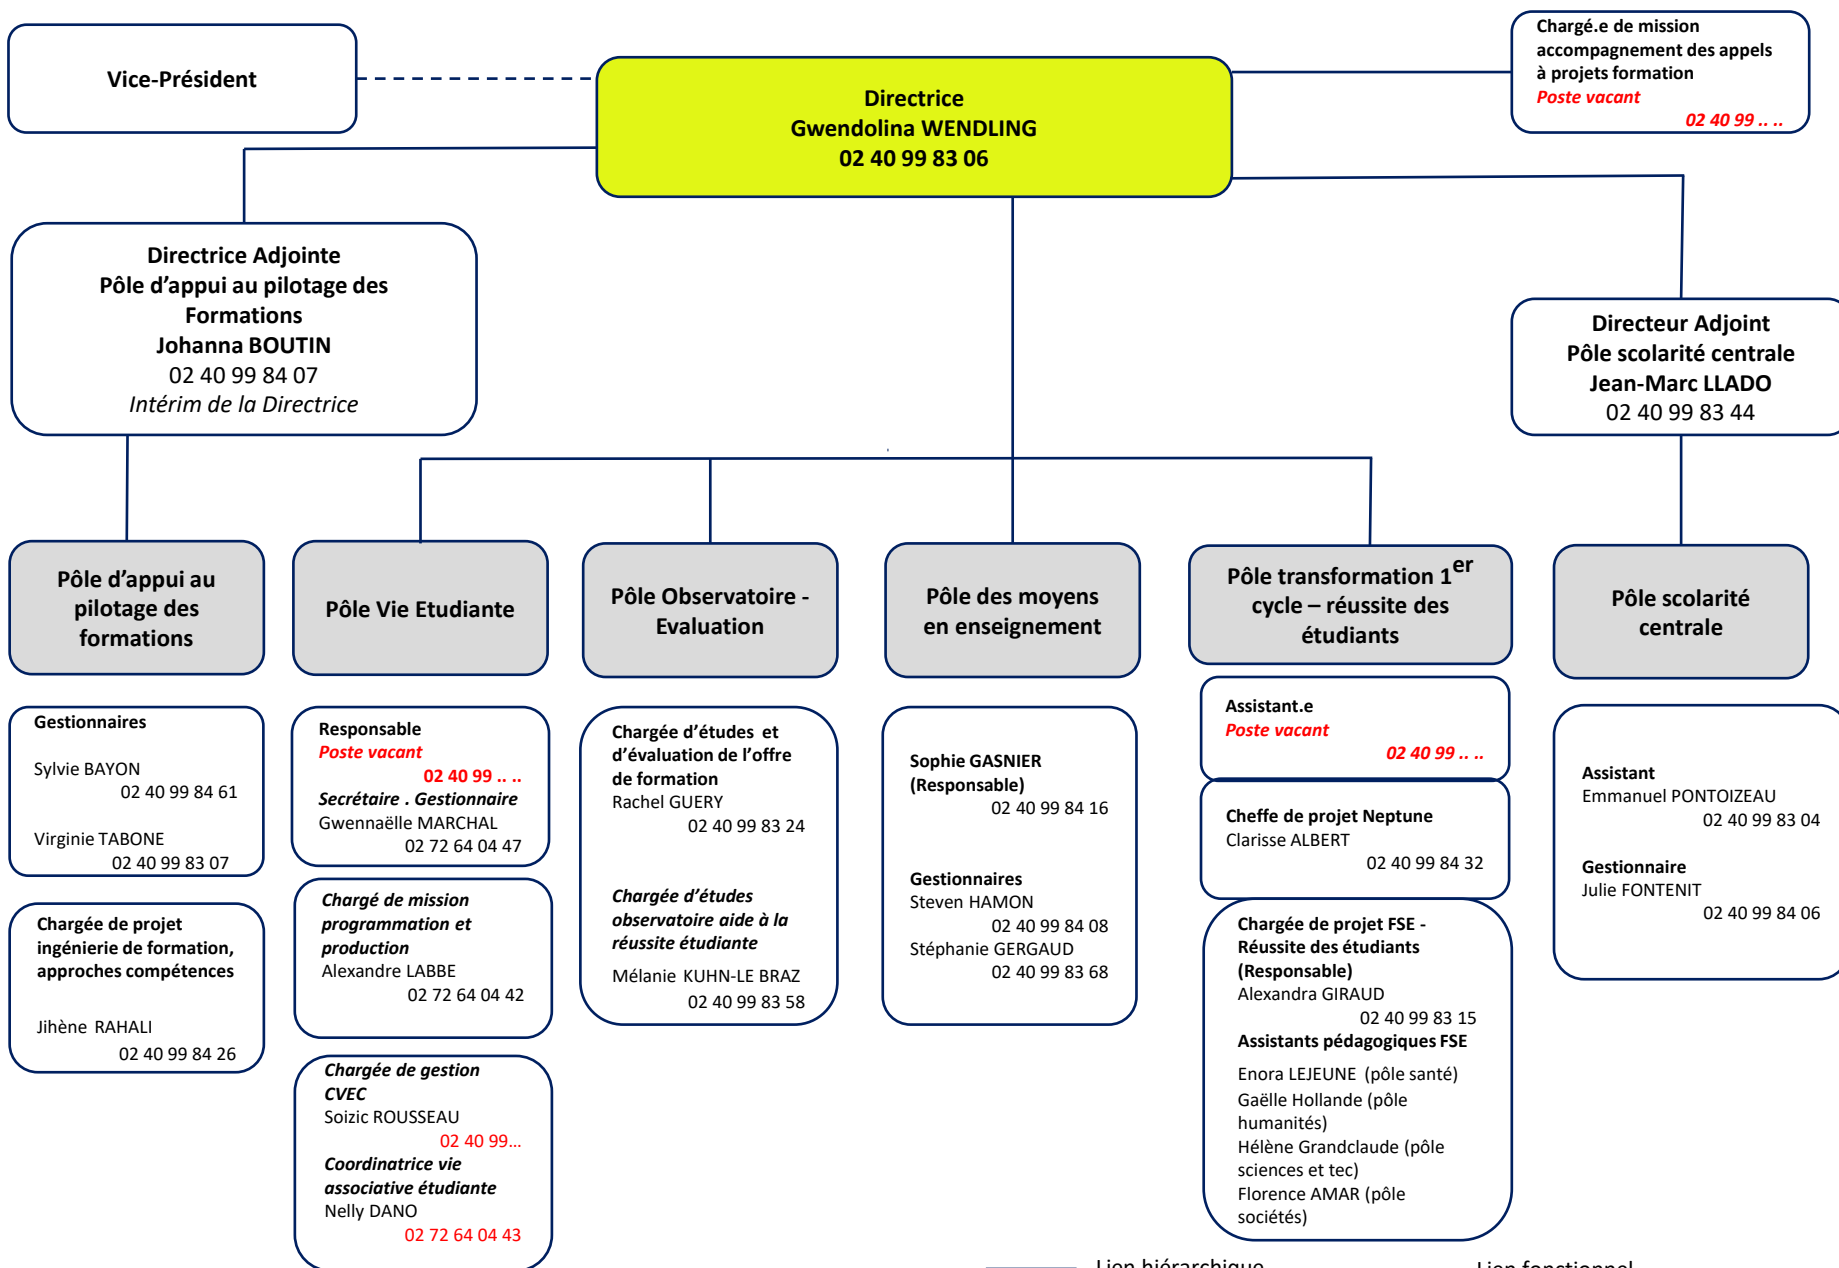 Vice-Président
Directrice
Gwendolina WENDLING
02 40 99 83 06
Chargé.e de mission
accompagnement des appels
à projets formation
Poste vacant
02 40 99 .. ..
Directrice Adjointe
Pôle d’appui au pilotage des
Formations
Johanna BOUTIN
02 40 99 84 07
Intérim de la Directrice
Directeur Adjoint
Pôle scolarité centrale
Jean-Marc LLADO
02 40 99 83 44
Pôle d’appui au
pilotage des
formations
Gestionnaires
Sylvie BAYON
02 40 99 84 61
Virginie TABONE
02 40 99 83 07
Chargée de projet
ingénierie de formation,
approches compétences
Jihène RAHALI
02 40 99 84 26
Pôle Vie Etudiante
Responsable
Poste vacant
02 40 99 .. ..
Secrétaire . Gestionnaire
Gwennaëlle MARCHAL
02 72 64 04 47
Chargé de mission
programmation et
production
Alexandre LABBE
02 72 64 04 42
Chargée de gestion
CVEC
Soizic ROUSSEAU
02 40 99...
Coordinatrice vie
associative étudiante
Nelly DANO
02 72 64 04 43
Pôle Observatoire -
Evaluation
Chargée d’études et
d’évaluation de l’offre
de formation
Rachel GUERY
02 40 99 83 24
Chargée d’études
observatoire aide à la
réussite étudiante
Mélanie KUHN-LE BRAZ
02 40 99 83 58
Pôle des moyens
en enseignement
Sophie GASNIER
(Responsable)
02 40 99 84 16
Gestionnaires
Steven HAMON
02 40 99 84 08
Stéphanie GERGAUD
02 40 99 83 68
Pôle transformation 1er
cycle – réussite des
étudiants
Assistant.e
Poste vacant
02 40 99 .. ..
Cheffe de projet Neptune
Clarisse ALBERT
02 40 99 84 32
Chargée de projet FSE -
Réussite des étudiants
(Responsable)
Alexandra GIRAUD
02 40 99 83 15
Assistants pédagogiques FSE
Enora LEJEUNE (pôle santé)
Gaëlle Hollande (pôle
humanités)
Hélène Grandclaude (pôle
sciences et tec)
Florence AMAR (pôle
sociétés)
Pôle scolarité
centrale
Assistant
Emmanuel PONTOIZEAU
02 40 99 83 04
Gestionnaire
Julie FONTENIT
02 40 99 84 06
Lien hiérarchique
Lien fonctionnel